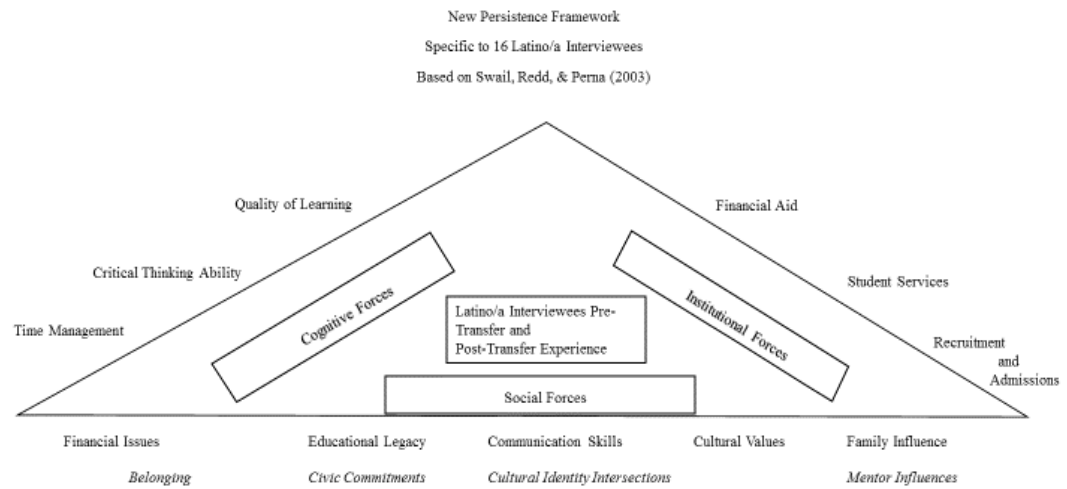 New Persistence Framework
Specific to 16 Latino/a Interviewees
Based on Swail, Redd, & Perna (2003)
Quality of Learning
Financial Aid
Critical Thinking Ability
Student Services
Time Management
Recruitment
and
Admissions
Cognitive Forces
Institutional Forces
Latino/a Interviewees Pre-
Transfer and
Post-Transfer Experience
Social Forces
Financial Issues
Educational Legacy
Communication Skills
Cultural Values
Family Influence
Belonging
Civic Commitments
Cultural Identity Intersections
Mentor Influences